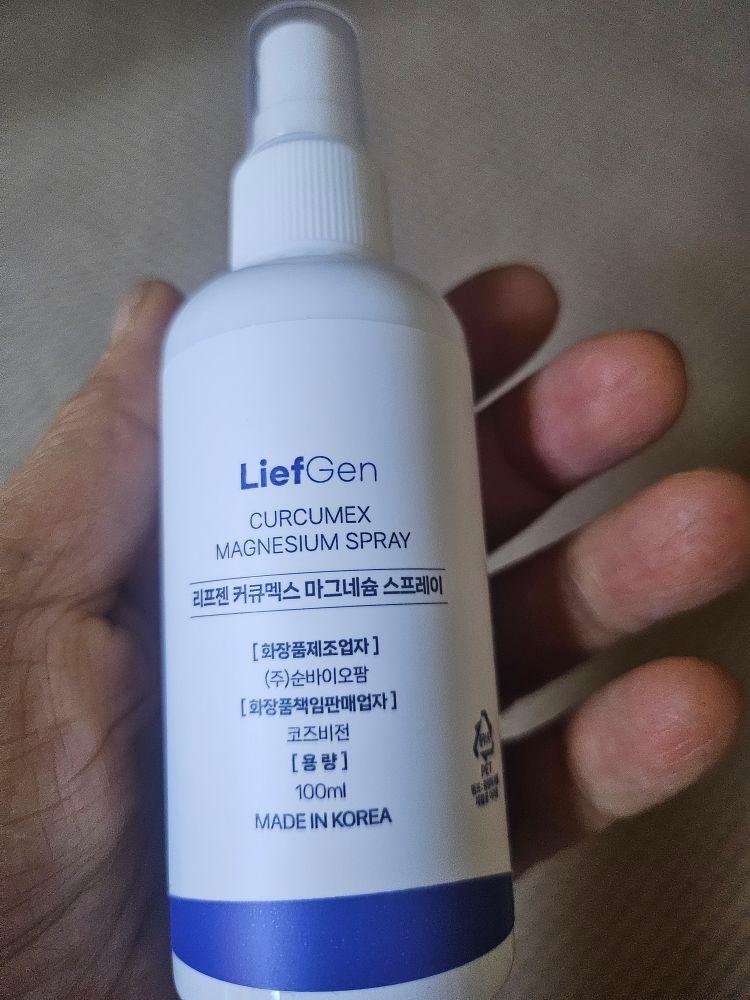 LiefGen
CURCUMEX
MAGNESIUM SPRAY
리프젠 커큐멕스 마그네슘 스프레이
[ 화장품제조업자 ]
(주)순바이오팜
[ 화장품책임판매업자 ]
코즈비전
[ 용 량 ]
100ml
MADE IN KOREA
PET